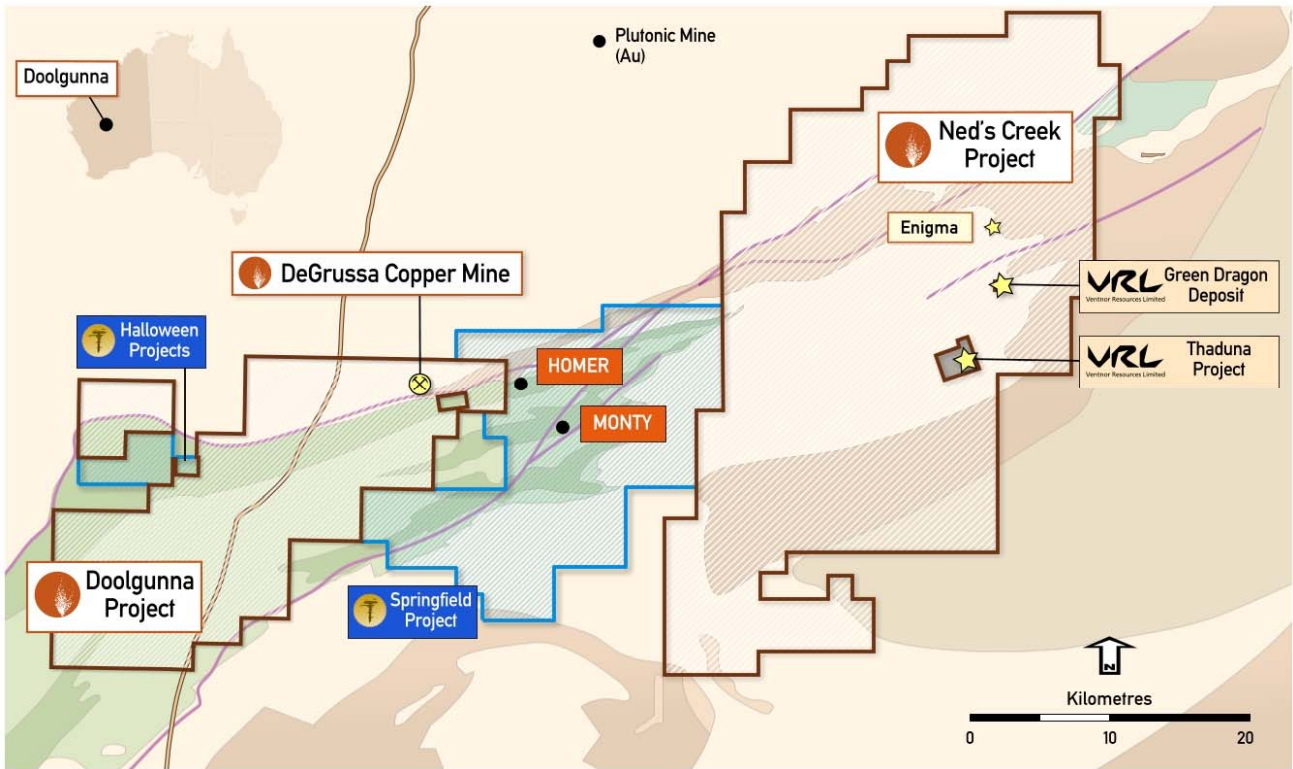 Doolgunna
Plutonic Mine
(Au)
Ned's Creek
Project
Enigma
DeGrussa Copper Mine
VRL
Ventnor Resources Limited
Green Dragon
Deposit
Halloween
Projects
HOMER
VRL
Ventnor Resources Limited
Thaduna
Project
MONTY
Doolgunna
Project
Springfield
Project
N
Kilometres
0
10
20